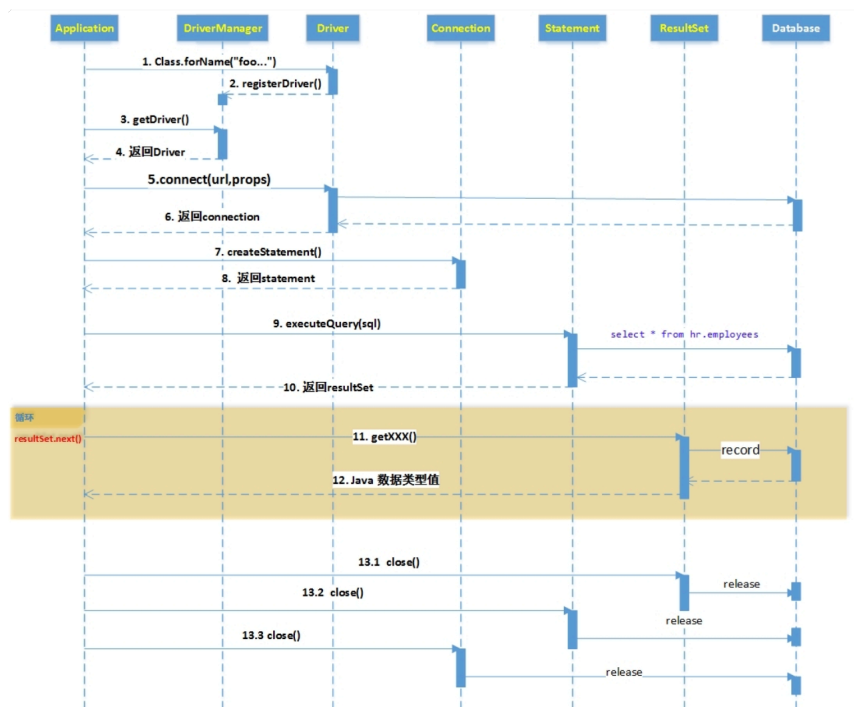 Application
DriverManager
Driver
Connection
Statement
ResultSet
Database
1. Class.forName("foo...")
2. registerDriver()
3. getDriver()
4. 返回Driver
5.connect(url,props)
6. 返回connection
7. createStatement()
8. 返回statement
9. executeQuery(sql)
select * from hr.employees
10. 返回resultSet
循环
resultSet.next()
11. getXXX()
record
12. Java 数据类型值
13.1 close()
release
13.2 close()
release
13.3 close()
release